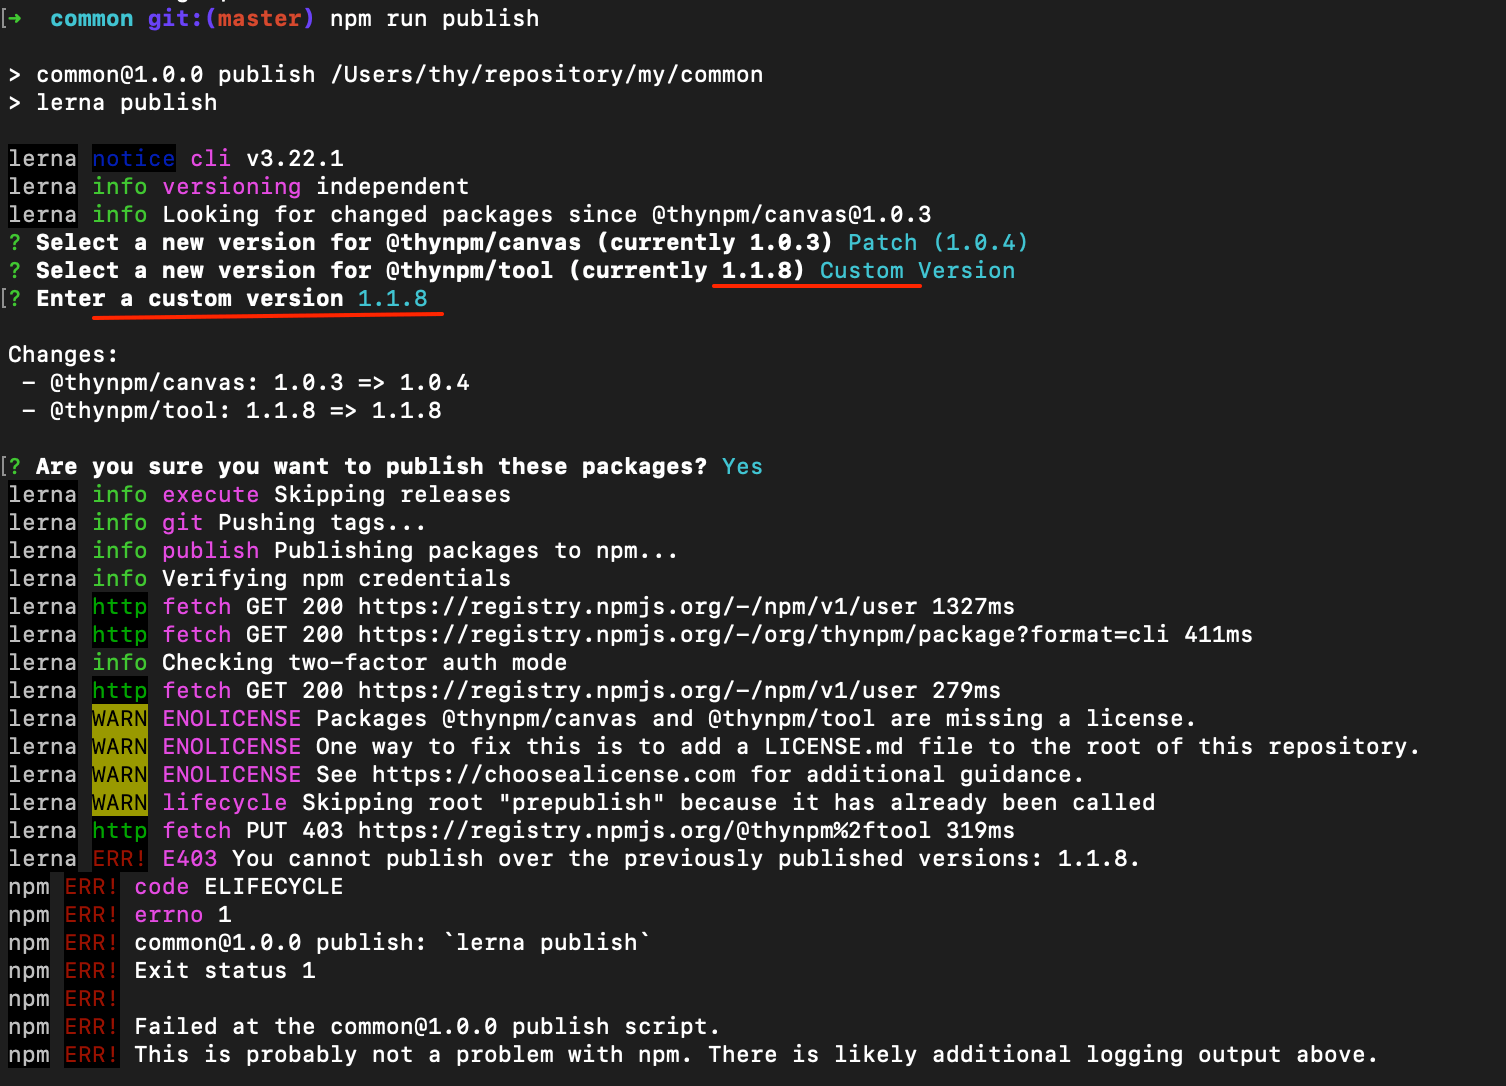 ➜ common git:(master) npm run publish
> common@1.0.0 publish /Users/thy/repository/my/common
> lerna publish
lerna notice cli v3.22.1
lerna info versioning independent
lerna info Looking for changed packages since @thynpm/canvas@1.0.3
? Select a new version for @thynpm/canvas (currently 1.0.3) Patch (1.0.4)
? Select a new version for @thynpm/tool (currently 1.1.8) Custom Version
[? Enter a custom version 1.1.8
Changes:
- @thynpm/canvas: 1.0.3 => 1.0.4
- @thynpm/tool: 1.1.8 => 1.1.8
[? Are you sure you want to publish these packages? Yes
lerna info execute Skipping releases
lerna info git Pushing tags...
lerna info publish Publishing packages to npm...
lerna info Verifying npm credentials
lerna http fetch GET 200 https://registry.npmjs.org/-/npm/v1/user 1327ms
lerna http fetch GET 200 https://registry.npmjs.org/-/org/thynpm/package?format=cli 411ms
lerna info Checking two-factor auth mode
lerna http fetch GET 200 https://registry.npmjs.org/-/npm/v1/user 279ms
lerna WARN ENOLICENSE Packages @thynpm/canvas and @thynpm/tool are missing a license.
lerna WARN ENOLICENSE One way to fix this is to add a LICENSE.md file to the root of this repository.
lerna WARN ENOLICENSE See https://choosealicense.com for additional guidance.
lerna WARN lifecycle Skipping root "prepublish" because it has already been called
lerna http fetch PUT 403 https://registry.npmjs.org/@thynpm%2ftool 319ms
lerna ERR! E403 You cannot publish over the previously published versions: 1.1.8.
npm ERR! code ELIFECYCLE
npm ERR! errno 1
npm ERR! common@1.0.0 publish: `lerna publish`
npm ERR! Exit status 1
npm ERR!
npm ERR! Failed at the common@1.0.0 publish script.
npm ERR! This is probably not a problem with npm. There is likely additional logging output above.